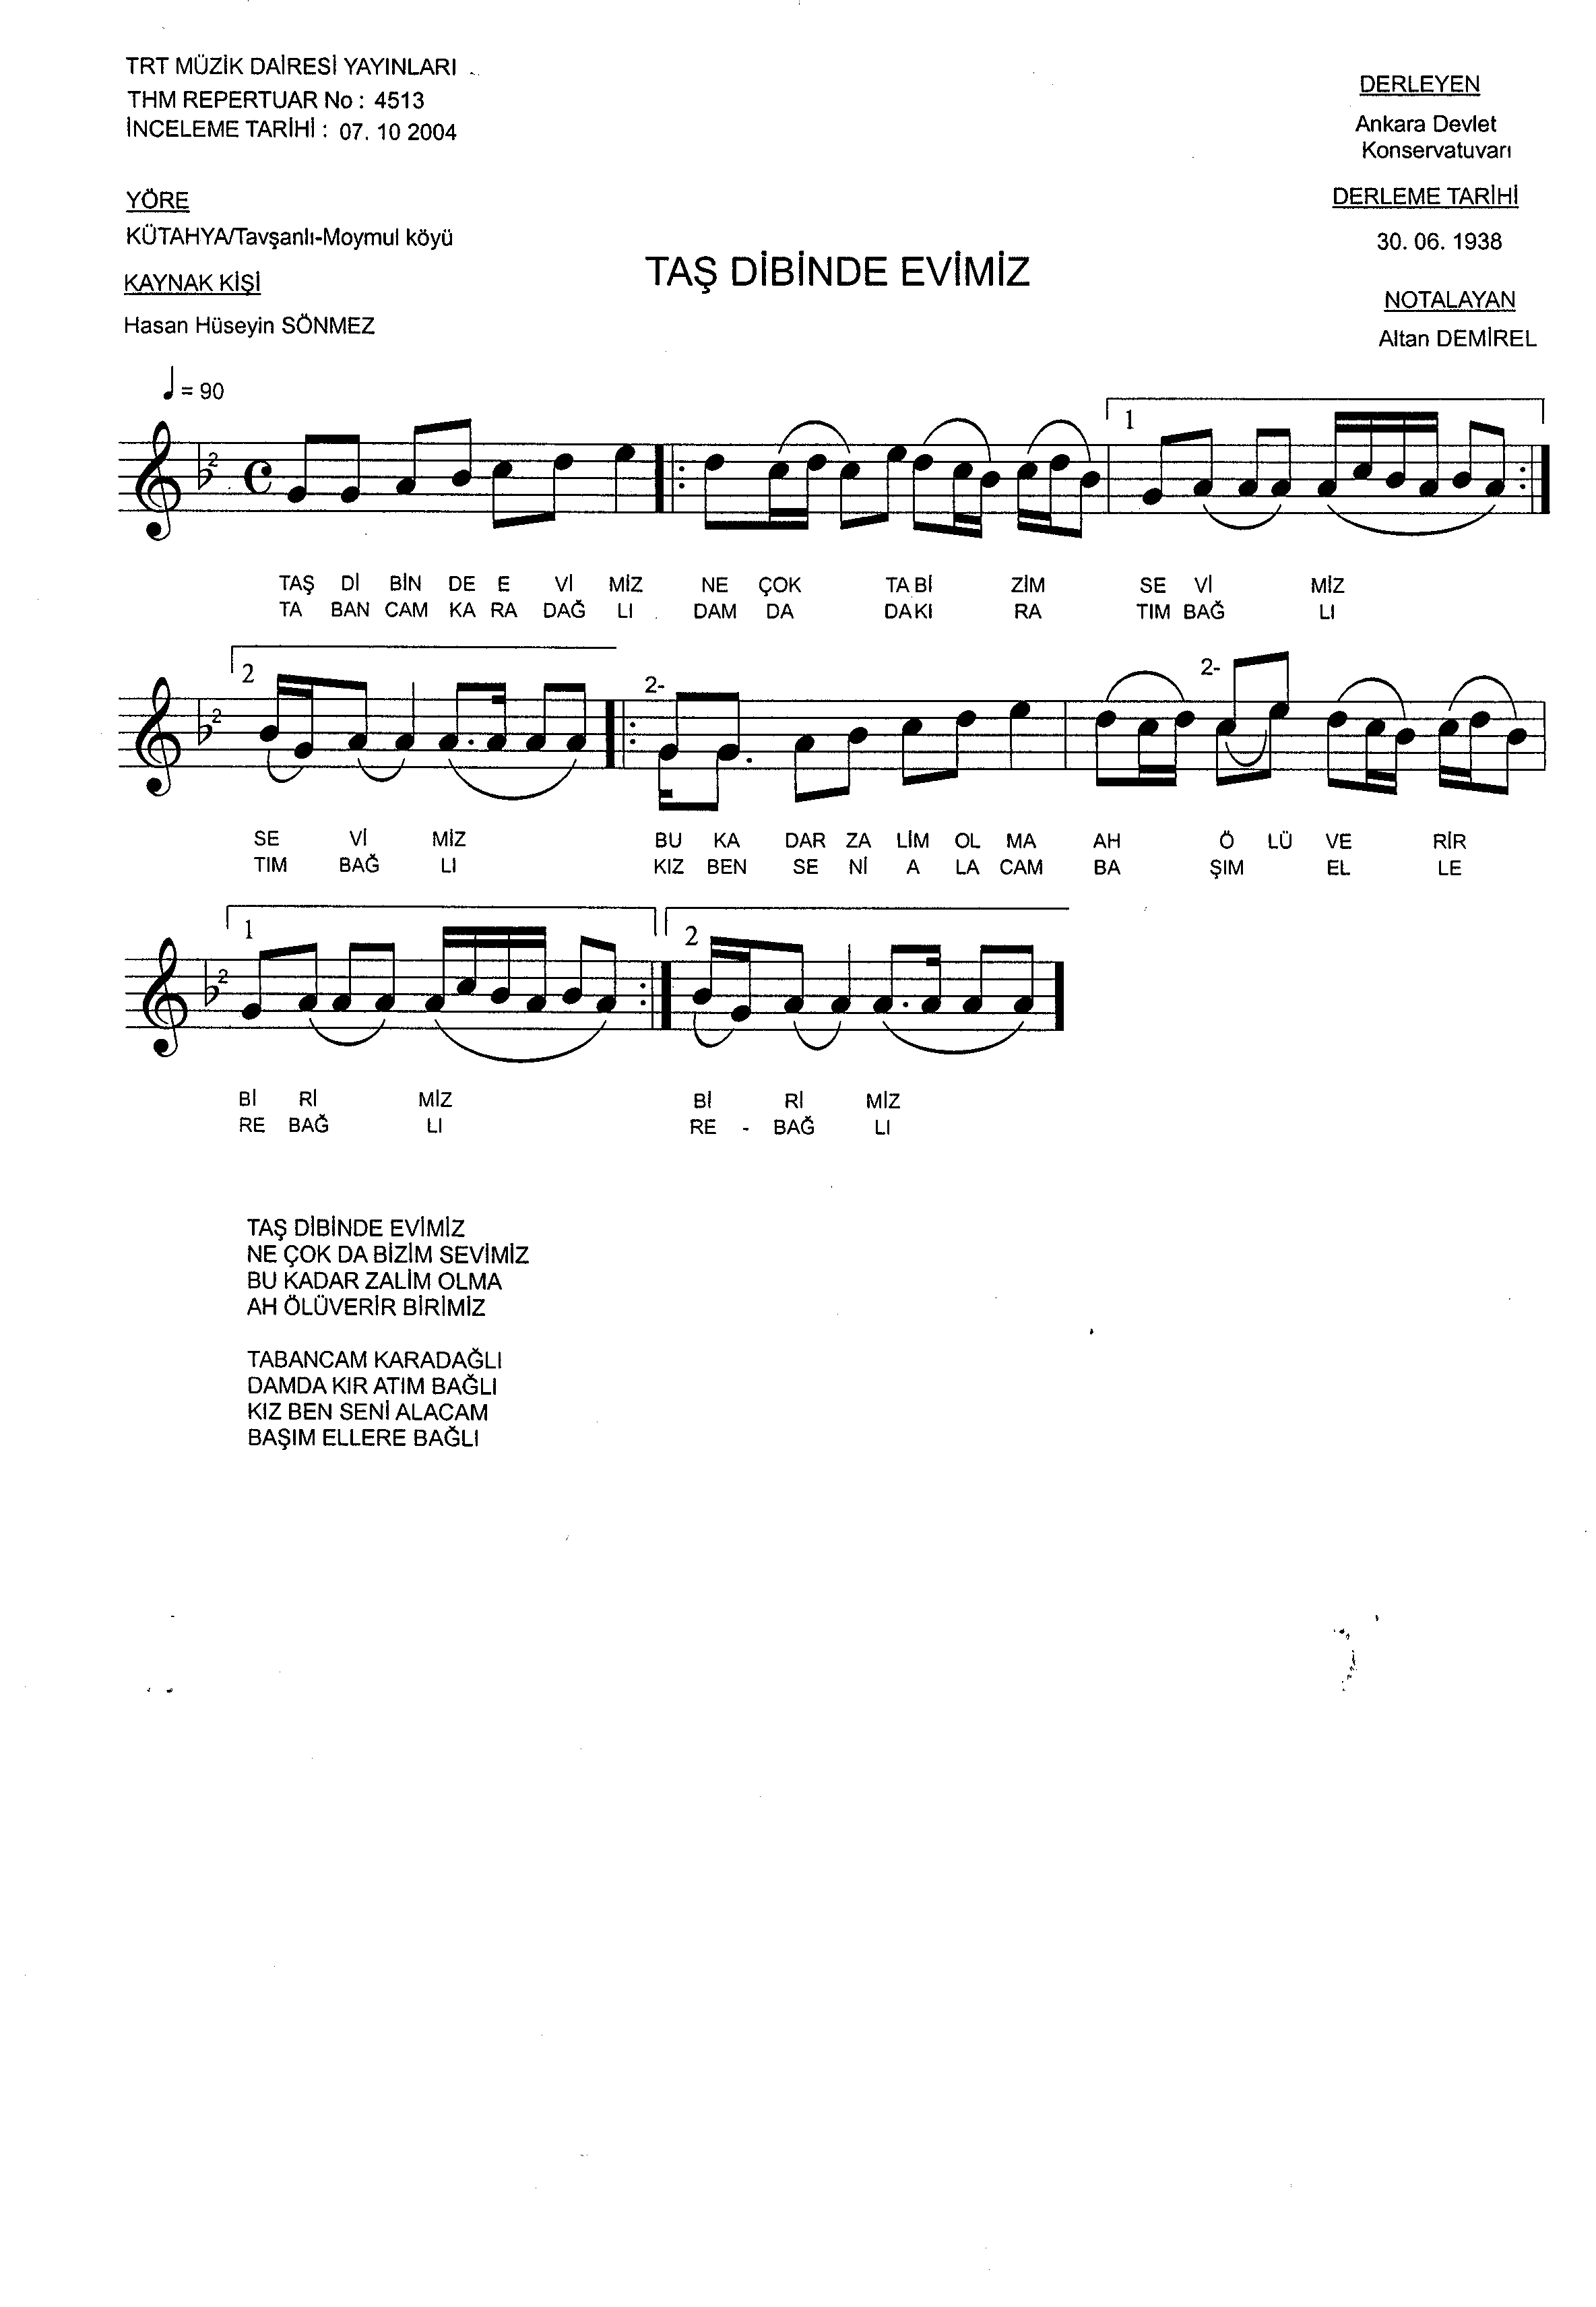 TRT MÜZİK DAİRESİ YAYINLARI
THM REPERTUAR No : 4513
İNCELEME TARİHİ : 07. 10 2004
DERLEYEN
Ankara Devlet
Konservatuvarı
YÖRE
KÜTAHYA/Tavşanlı-Moymul köyü
DERLEME TARİHİ
30. 06. 1938
KAYNAK KİŞİ
Hasan Hüseyin SÖNMEZ
TAŞ DİBİNDE EVİMİZ
NOTALAYAN
Altan DEMİREL
= 90
2
1
TAŞ Dİ BİN DE E Vİ MİZ NE ÇOK TA Bİ ZİM SE Vİ MİZ
TA BAN CAM KA RA DAĞ LI DAM DA DA KI RA TIM BAĞ LI
2
2
2-
2-
SE Vİ MİZ BU KA DAR ZA LİM OL MA AH Ö LÜ VE RİR
TIM BAĞ LI KIZ BEN SE Nİ A LA CAM BA ŞIM EL LE
2
1
2
Bİ Rİ MİZ Bİ Rİ MİZ
RE BAĞ LI RE - BAĞ LI
TAŞ DİBİNDE EVİMİZ
NE ÇOK DA BİZİM SEVİMİZ
BU KADAR ZALİM OLMA
AH ÖLÜVERİR BİRİMİZ
TABANCAM KARADAĞLI
DAMDA KIR ATIM BAĞLI
KIZ BEN SENİ ALACAM
BAŞIM ELLERE BAĞLI